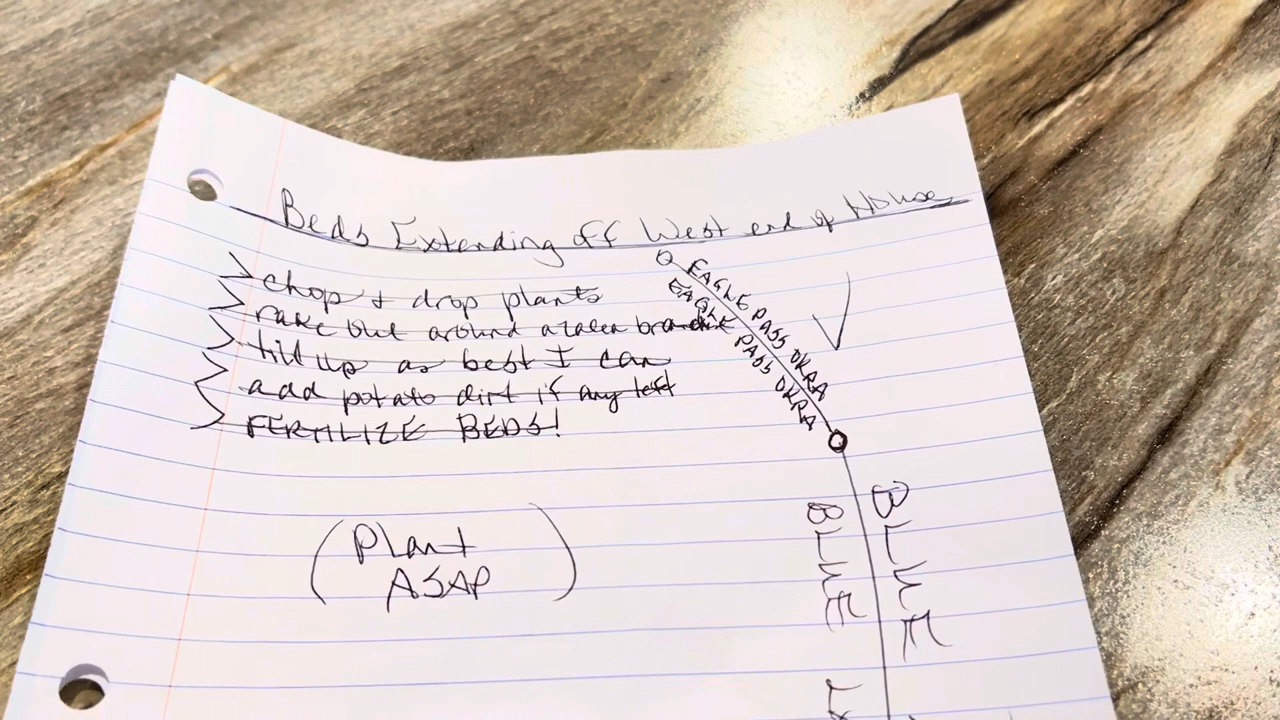 Beds Extending off West end of House
chop & drop plants
rake out around azalea
till up as best I can
add potato dirt if any left
FERTILIZE BEDS!
(Plant
ASAP)
EAGLE PASS OKRA
EAGLE PASS OKRA
BLUE
BLUE